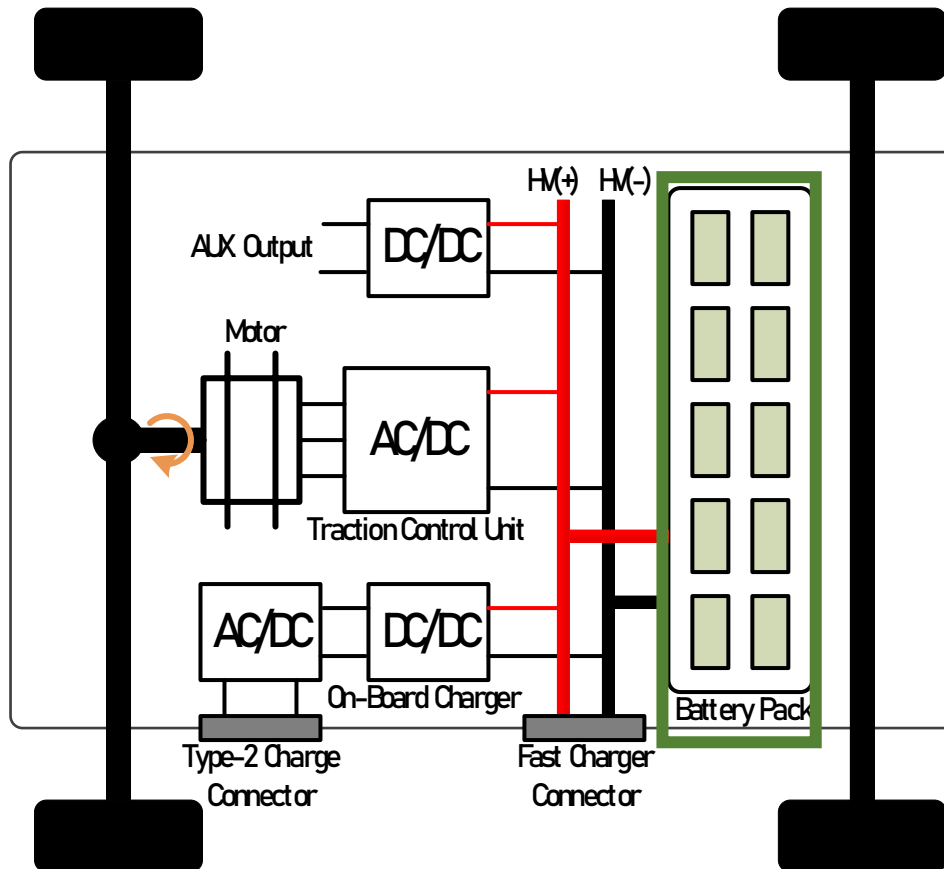 HV(+) HV(-)
AUX Output
DC/DC
Motor
AC/DC
Traction Control Unit
AC/DC
DC/DC
On-Board Charger
Battery Pack
Type-2 Charge
Connector
Fast Charger
Connector